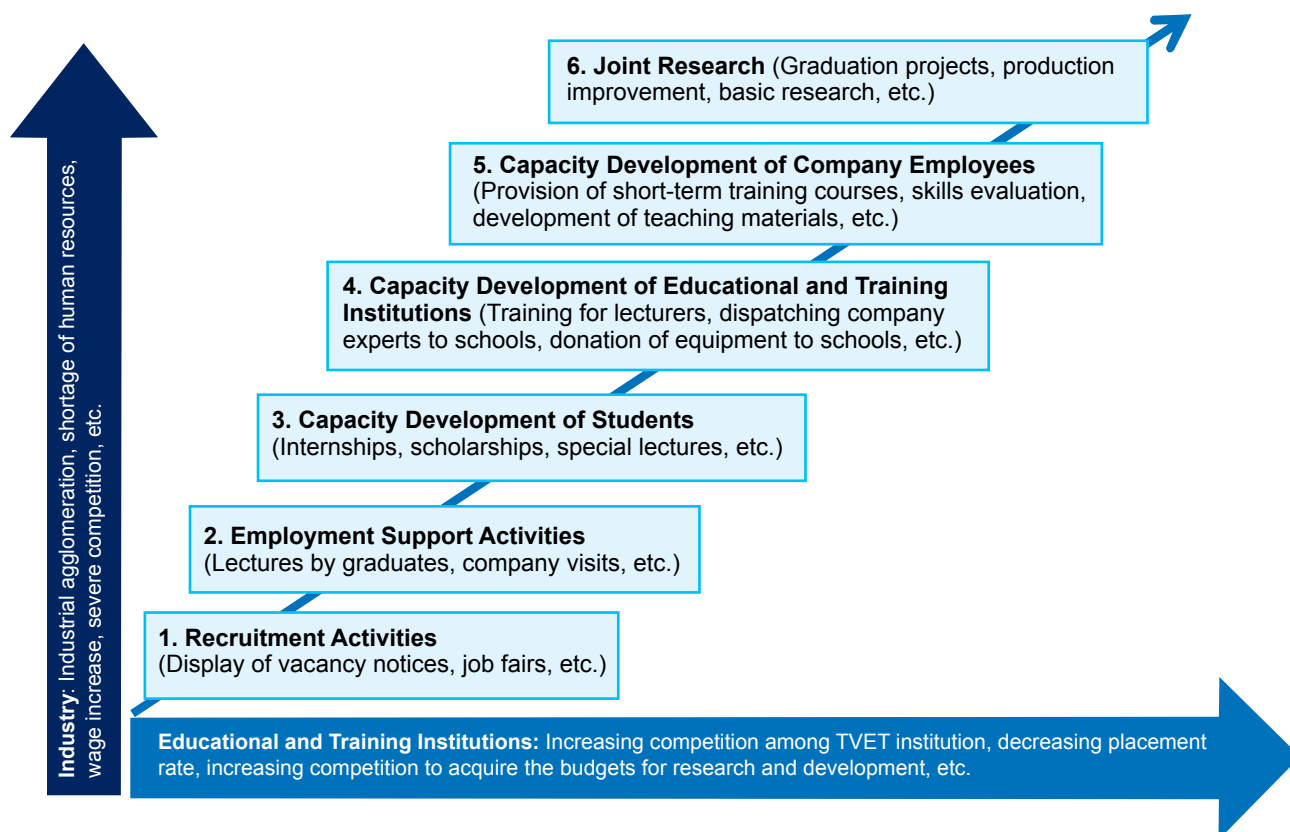 6. Joint Research (Graduation projects, production
improvement, basic research, etc.)
5. Capacity Development of Company Employees
(Provision of short-term training courses, skills evaluation,
development of teaching materials, etc.)
4. Capacity Development of Educational and Training
Institutions (Training for lecturers, dispatching company
experts to schools, donation of equipment to schools, etc.)
3. Capacity Development of Students
(Internships, scholarships, special lectures, etc.)
2. Employment Support Activities
(Lectures by graduates, company visits, etc.)
1. Recruitment Activities
(Display of vacancy notices, job fairs, etc.)
Industry: Industrial agglomeration, shortage of human resources,
wage increase, severe competition, etc.
Educational and Training Institutions: Increasing competition among TVET institution, decreasing placement
rate, increasing competition to acquire the budgets for research and development, etc.